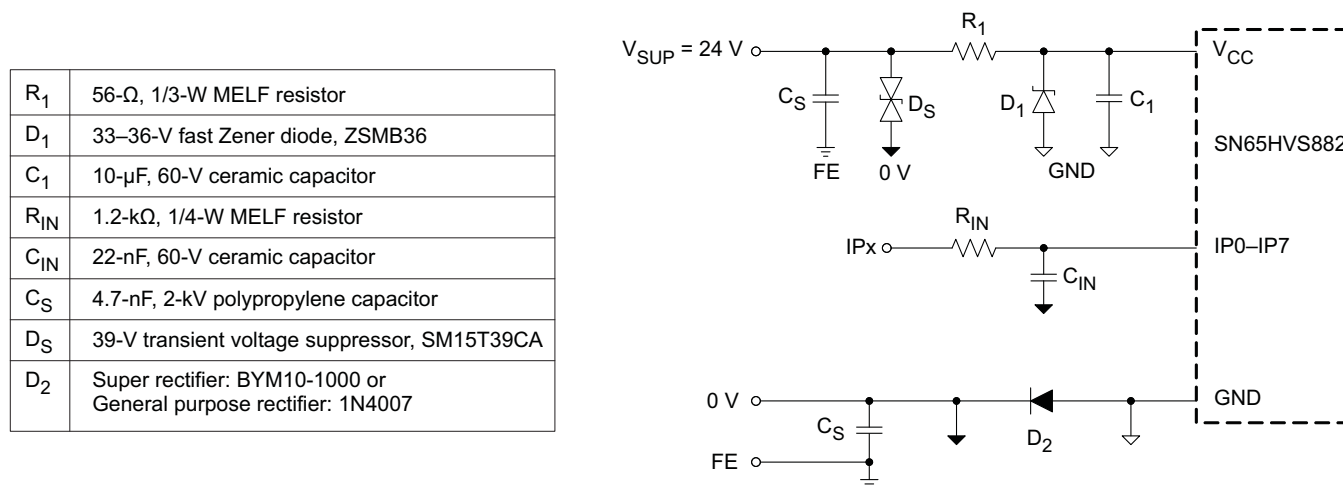 R1 56-Ω, 1/3-W MELF resistor
D1 33–36-V fast Zener diode, ZSMB36
C1 10-μF, 60-V ceramic capacitor
RIN 1.2-kΩ, 1/4-W MELF resistor
CIN 22-nF, 60-V ceramic capacitor
CS 4.7-nF, 2-kV polypropylene capacitor
DS 39-V transient voltage suppressor, SM15T39CA
D2 Super rectifier: BYM10-1000 or
General purpose rectifier: 1N4007
R1
VSUP = 24 V
VCC
CS
DS
D1
C1
SN65HVS882
FE
0 V
GND
RIN
IPx
IP0–IP7
CIN
0 V
GND
CS
D2
FE